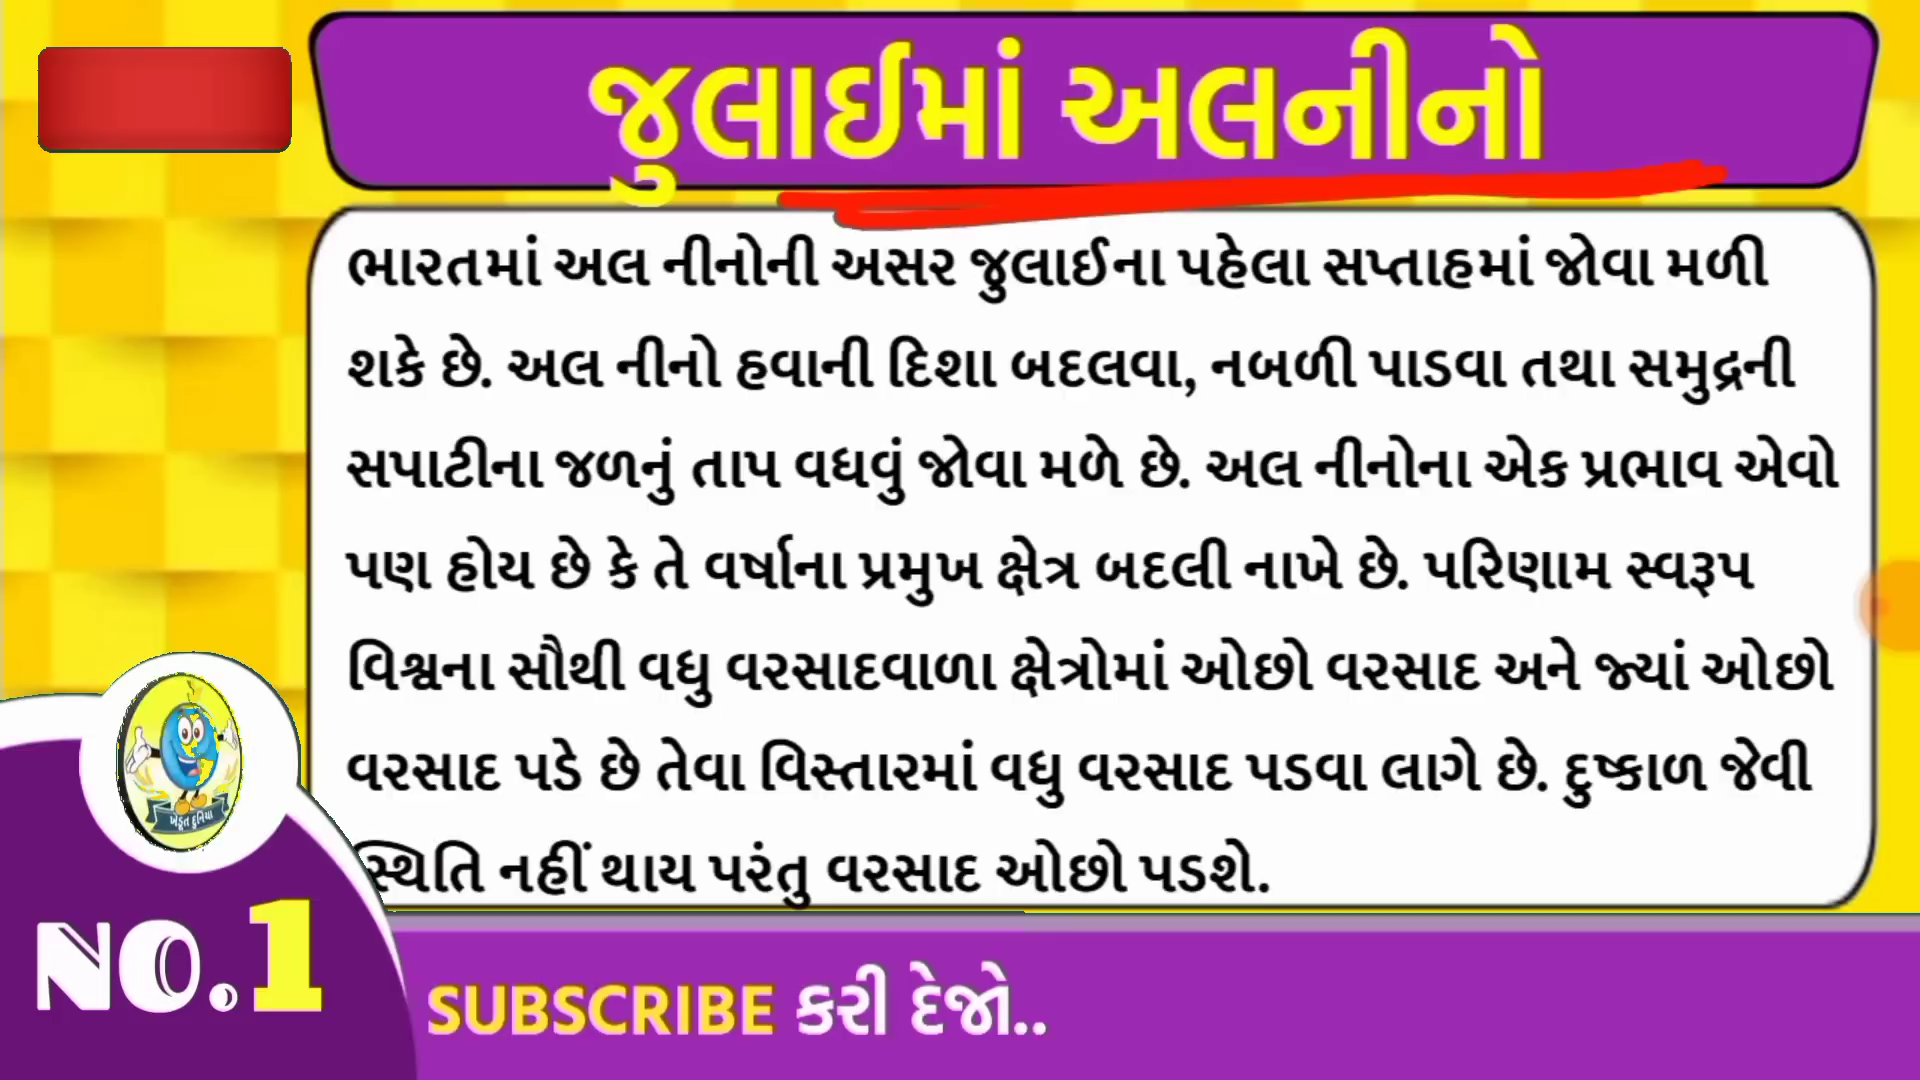 જુલાઈમાં અલનીનો
ભારતમાં અલ નીનોની અસર જુલાઈના પહેલા સપ્તાહમાં જોવા મળી
શકે છે. અલ નીનો હવાની દિશા બદલવા, નબળી પાડવા તથા સમુદ્રની
સપાટીના જળનું તાપ વધવું જોવા મળે છે. અલ નીનોના એક પ્રભાવ એવો
પણ હોય છે કે તે વર્ષાના પ્રમુખ ક્ષેત્ર બદલી નાખે છે. પરિણામ સ્વરૂપ
વિશ્વના સૌથી વધુ વરસાદવાળા ક્ષેત્રોમાં ઓછો વરસાદ અને જ્યાં ઓછો
વરસાદ પડે છે તેવા વિસ્તારમાં વધુ વરસાદ પડવા લાગે છે. દુષ્કાળ જેવી
સ્થિતિ નહીં થાય પરંતુ વરસાદ ઓછો પડશે.
ખેડૂત દુનિયા
NO.1
SUBSCRIBE કરી દેજો..